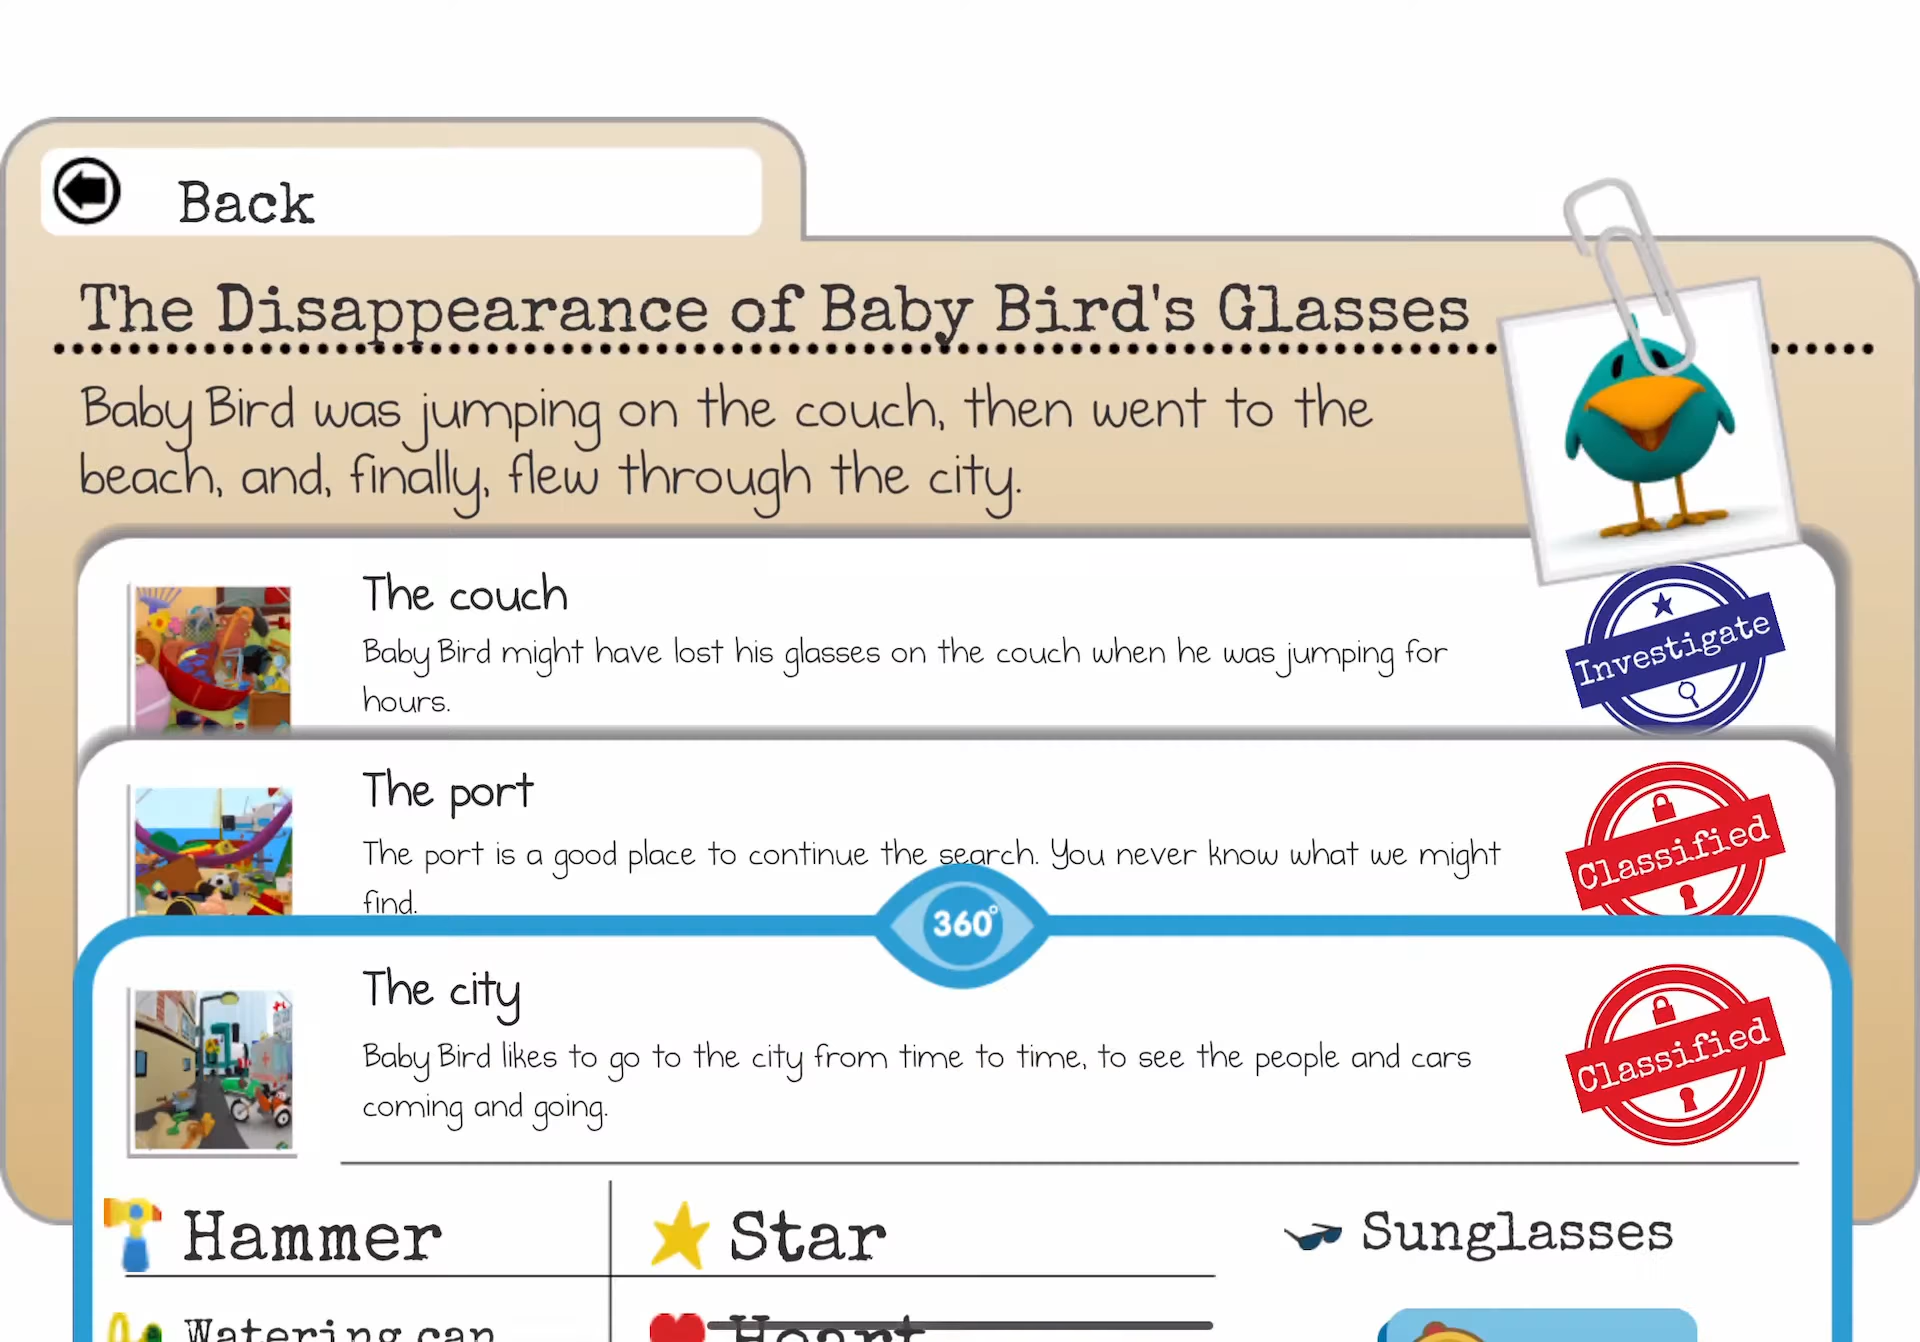 Back
The Disappearance of Baby Bird's Glasses
Baby Bird was jumping on the couch, then went to the
beach, and, finally, flew through the city.
The couch
Baby Bird might have lost his glasses on the couch when he was jumping for
hours.
Investigate
The port
The port is a good place to continue the search. You never know what we might
find.
Classified
360°
The city
Baby Bird likes to go to the city from time to time, to see the people and cars
coming and going.
Classified
Hammer
Star
Sunglasses
Watering can
Heart